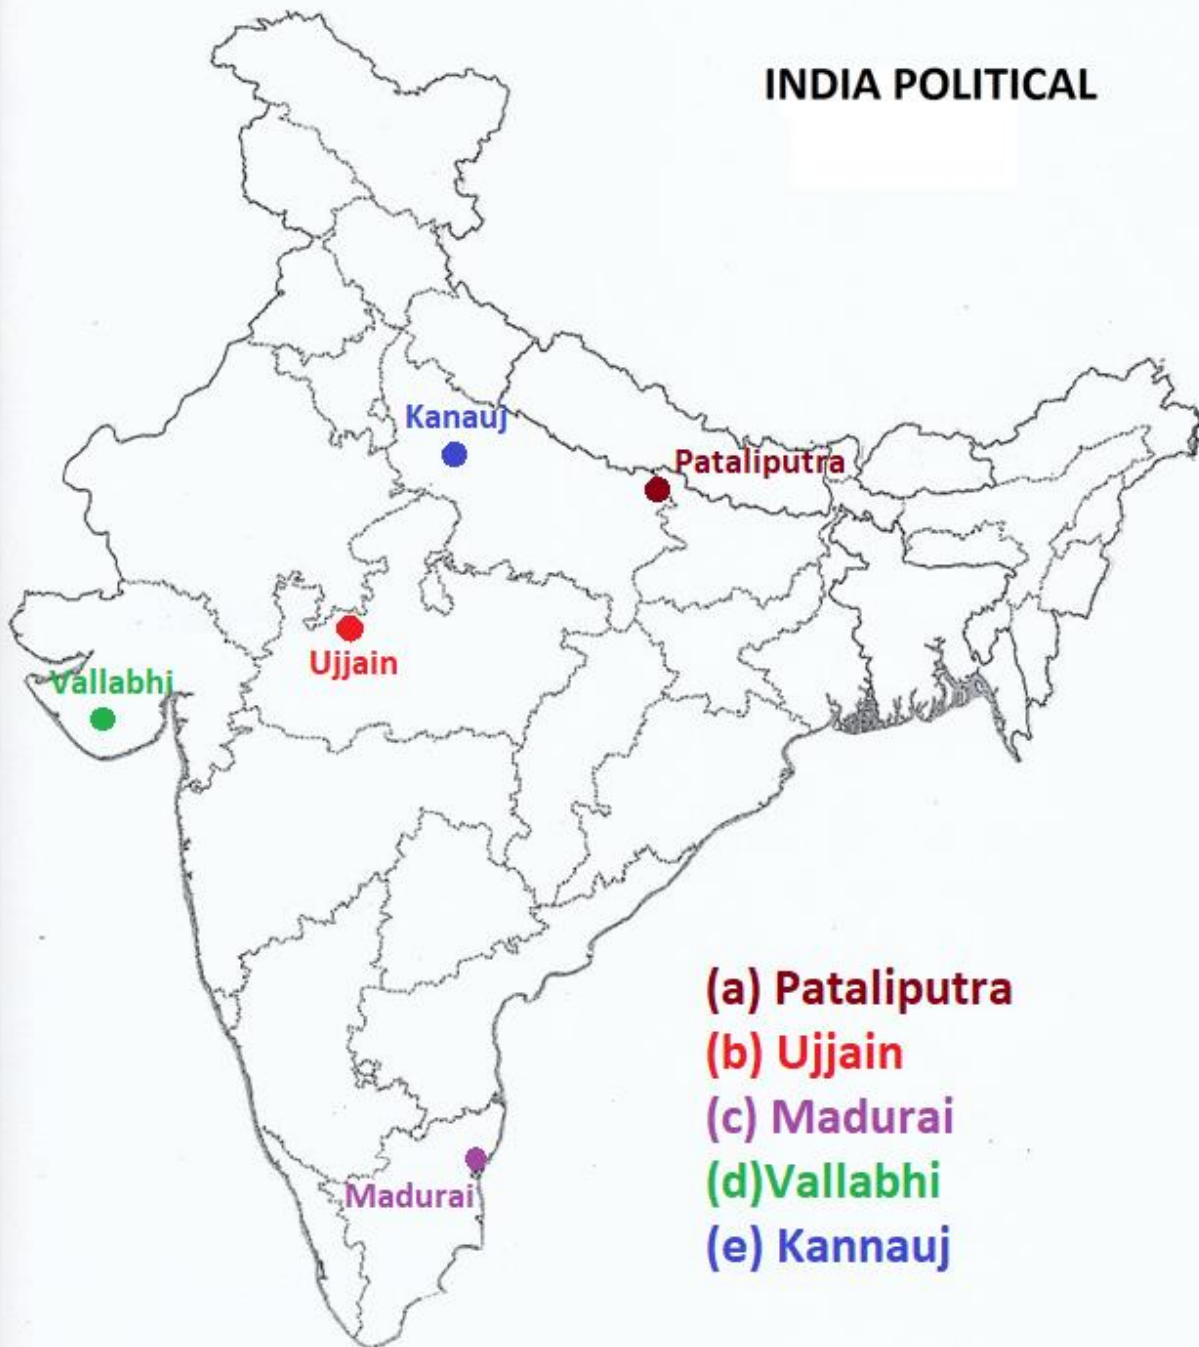 INDIA POLITICAL
Kanauj
Pataliputra
Ujjain
Vallabhi
(a) Pataliputra
(b) Ujjain
(c) Madurai
(d)Vallabhi
(e) Kannauj
Madurai